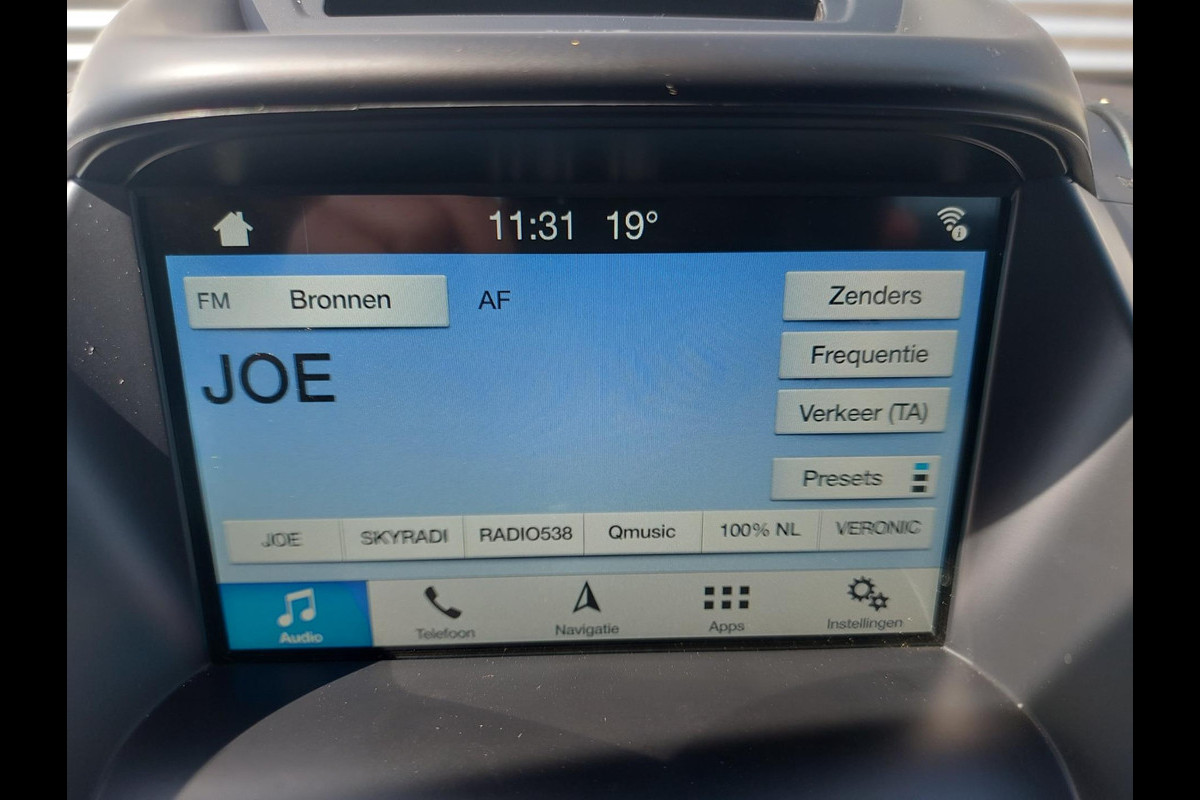 11:31 19°
FM Bronnen AF Zenders
JOE
Frequentie
Verkeer (TA)
Presets
JOE SKYRADI RADIO538 Qmusic 100% NL VERONIC
Audio Telefoon Navigatie Apps Instellingen